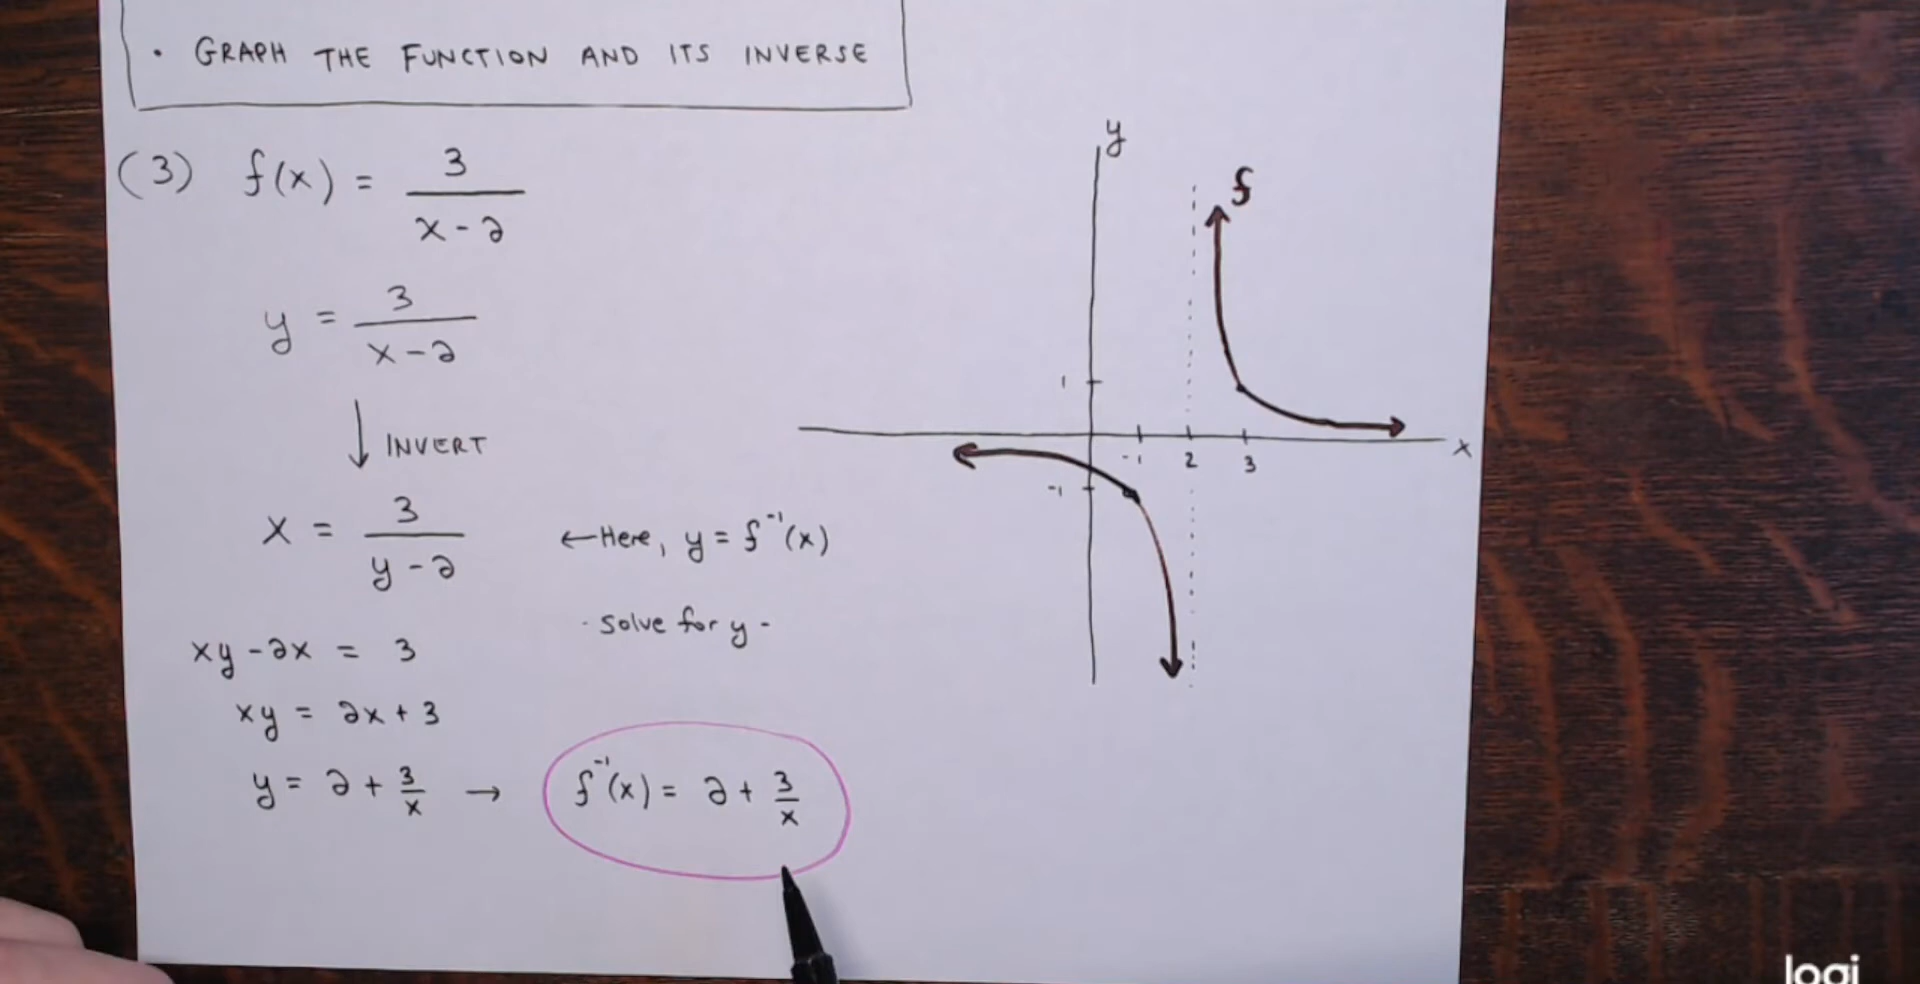 · GRAPH THE FUNCTION AND ITS INVERSE
(3) f(x) = 3/(x-2)
y = 3/(x-2)
↓ INVERT
x = 3/(y-2) ← Here, y = f⁻¹(x)
- Solve for y -
xy - 2x = 3
xy = 2x + 3
y = 2 + 3/x → f⁻¹(x) = 2 + 3/x
y
f
1
-1 2 3 x
-1
logi